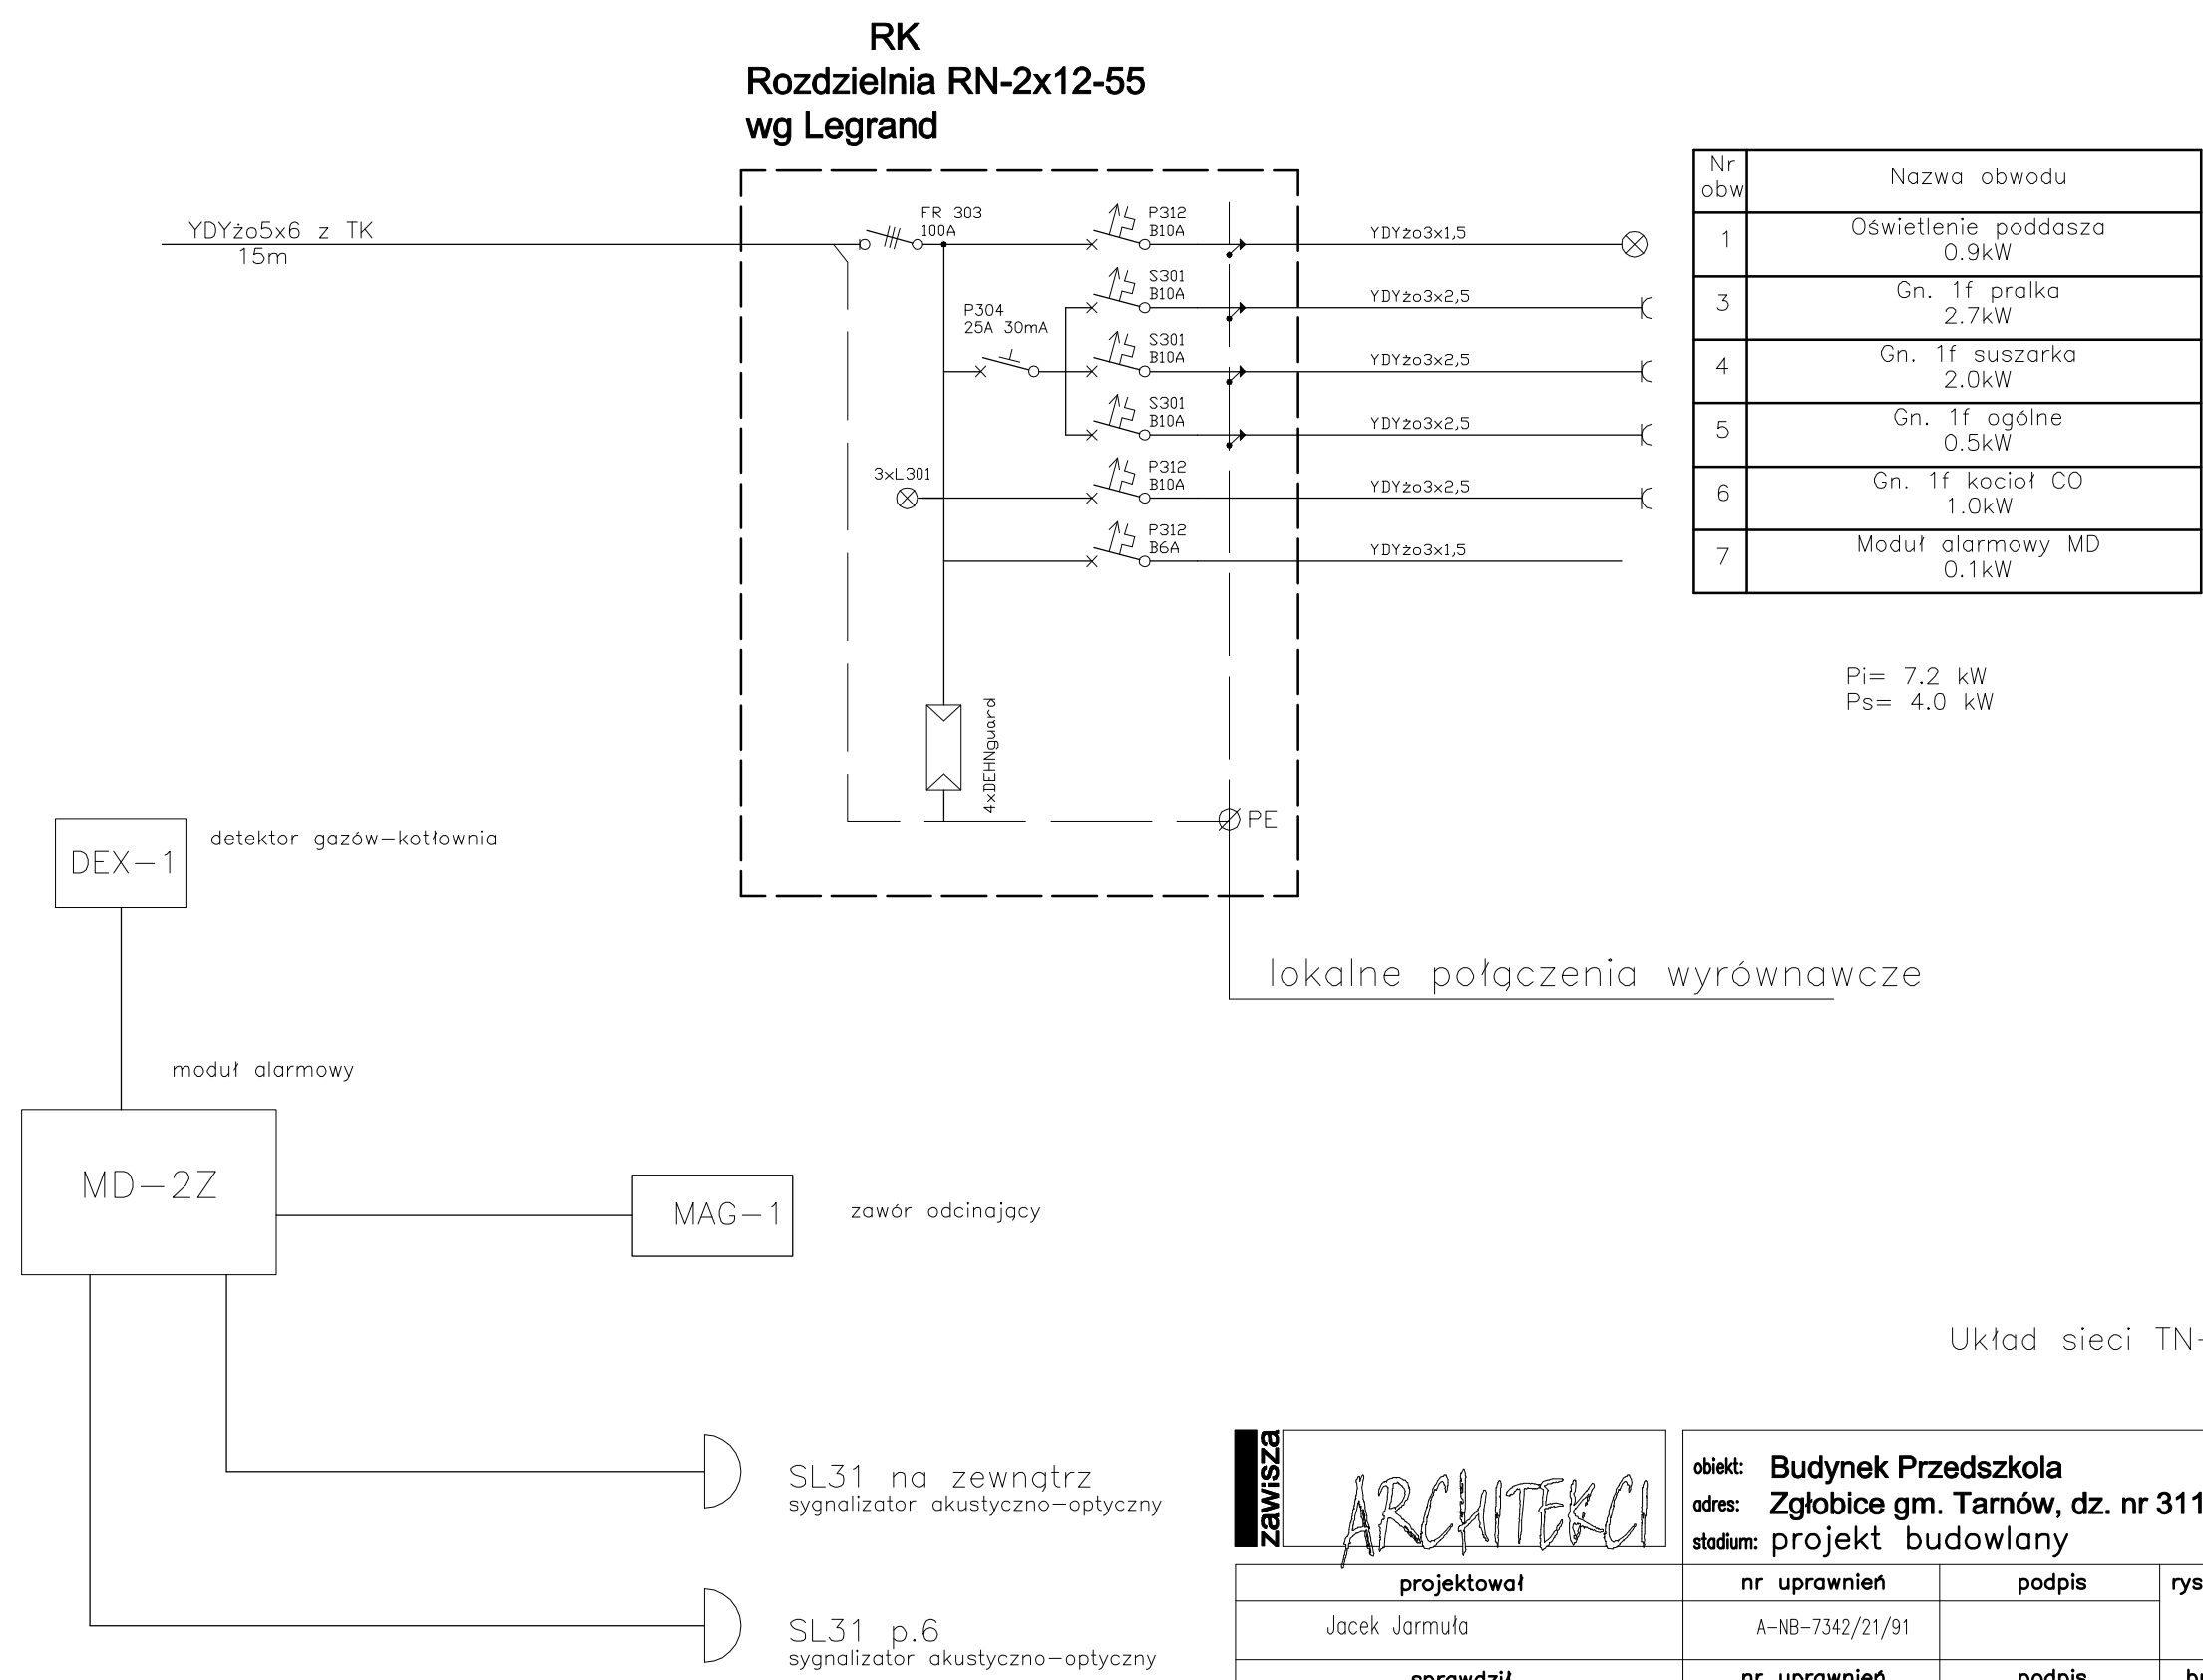 RK
Rozdzielnia RN-2x12-55
wg Legrand
YDYżo5x6 z TK
15m
FR 303
100A
P312
B10A
YDYżo3x1,5
S301
B10A
YDYżo3x2,5
P304
25A 30mA
S301
B10A
YDYżo3x2,5
S301
B10A
YDYżo3x2,5
3xL301
P312
B10A
YDYżo3x2,5
P312
B6A
YDYżo3x1,5
4xDEHNguard
PE
lokalne połączenia wyrównawcze
Nr
obw
Nazwa obwodu
1
Oświetlenie poddasza
0.9kW
3
Gn. 1f pralka
2.7kW
4
Gn. 1f suszarka
2.0kW
5
Gn. 1f ogólne
0.5kW
6
Gn. 1f kocioł CO
1.0kW
7
Moduł alarmowy MD
0.1kW
Pi= 7.2 kW
Ps= 4.0 kW
DEX-1
detektor gazów-kotłownia
moduł alarmowy
MD-2Z
MAG-1
zawór odcinający
SL31 na zewnątrz
sygnalizator akustyczno-optyczny
SL31 p.6
sygnalizator akustyczno-optyczny
Układ sieci TN-
zawisza
ARCHITEKCI
obiekt: Budynek Przedszkola
adres: Zgłobice gm. Tarnów, dz. nr 311
stadium: projekt budowlany
projektował
nr uprawnień
podpis
rys
Jacek Jarmuła
A-NB-7342/21/91
sprawdził
nr uprawnień
podpis